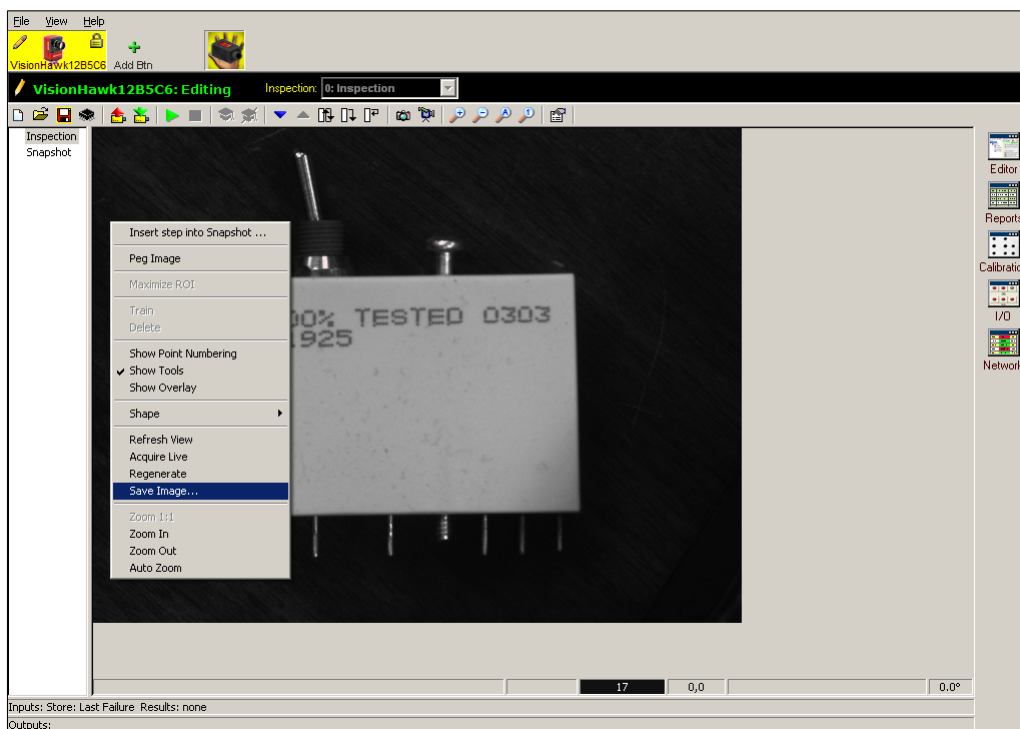 File View Help
VisionHawk12B5C6 Add Btn
VisionHawk12B5C6: Editing Inspection: 0: Inspection
Inspection
Snapshot
Insert step into Snapshot ...
Peg Image
Maximize ROI
Train
Delete
Show Point Numbering
Show Tools
Show Overlay
Shape
Refresh View
Acquire Live
Regenerate
Save Image...
Zoom 1:1
Zoom In
Zoom Out
Auto Zoom
00% TESTED 0303
1925
Editor
Reports
Calibratio
I/O
Network
17 0,0 0.0°
Inputs: Store: Last Failure Results: none
Outputs: